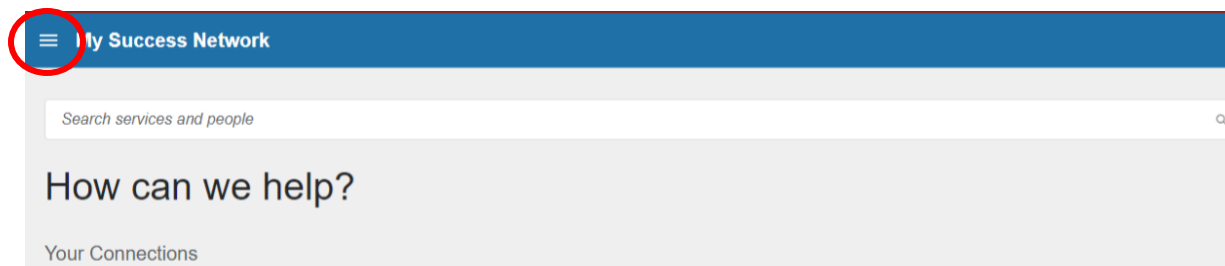 My Success Network
Search services and people
How can we help?
Your Connections